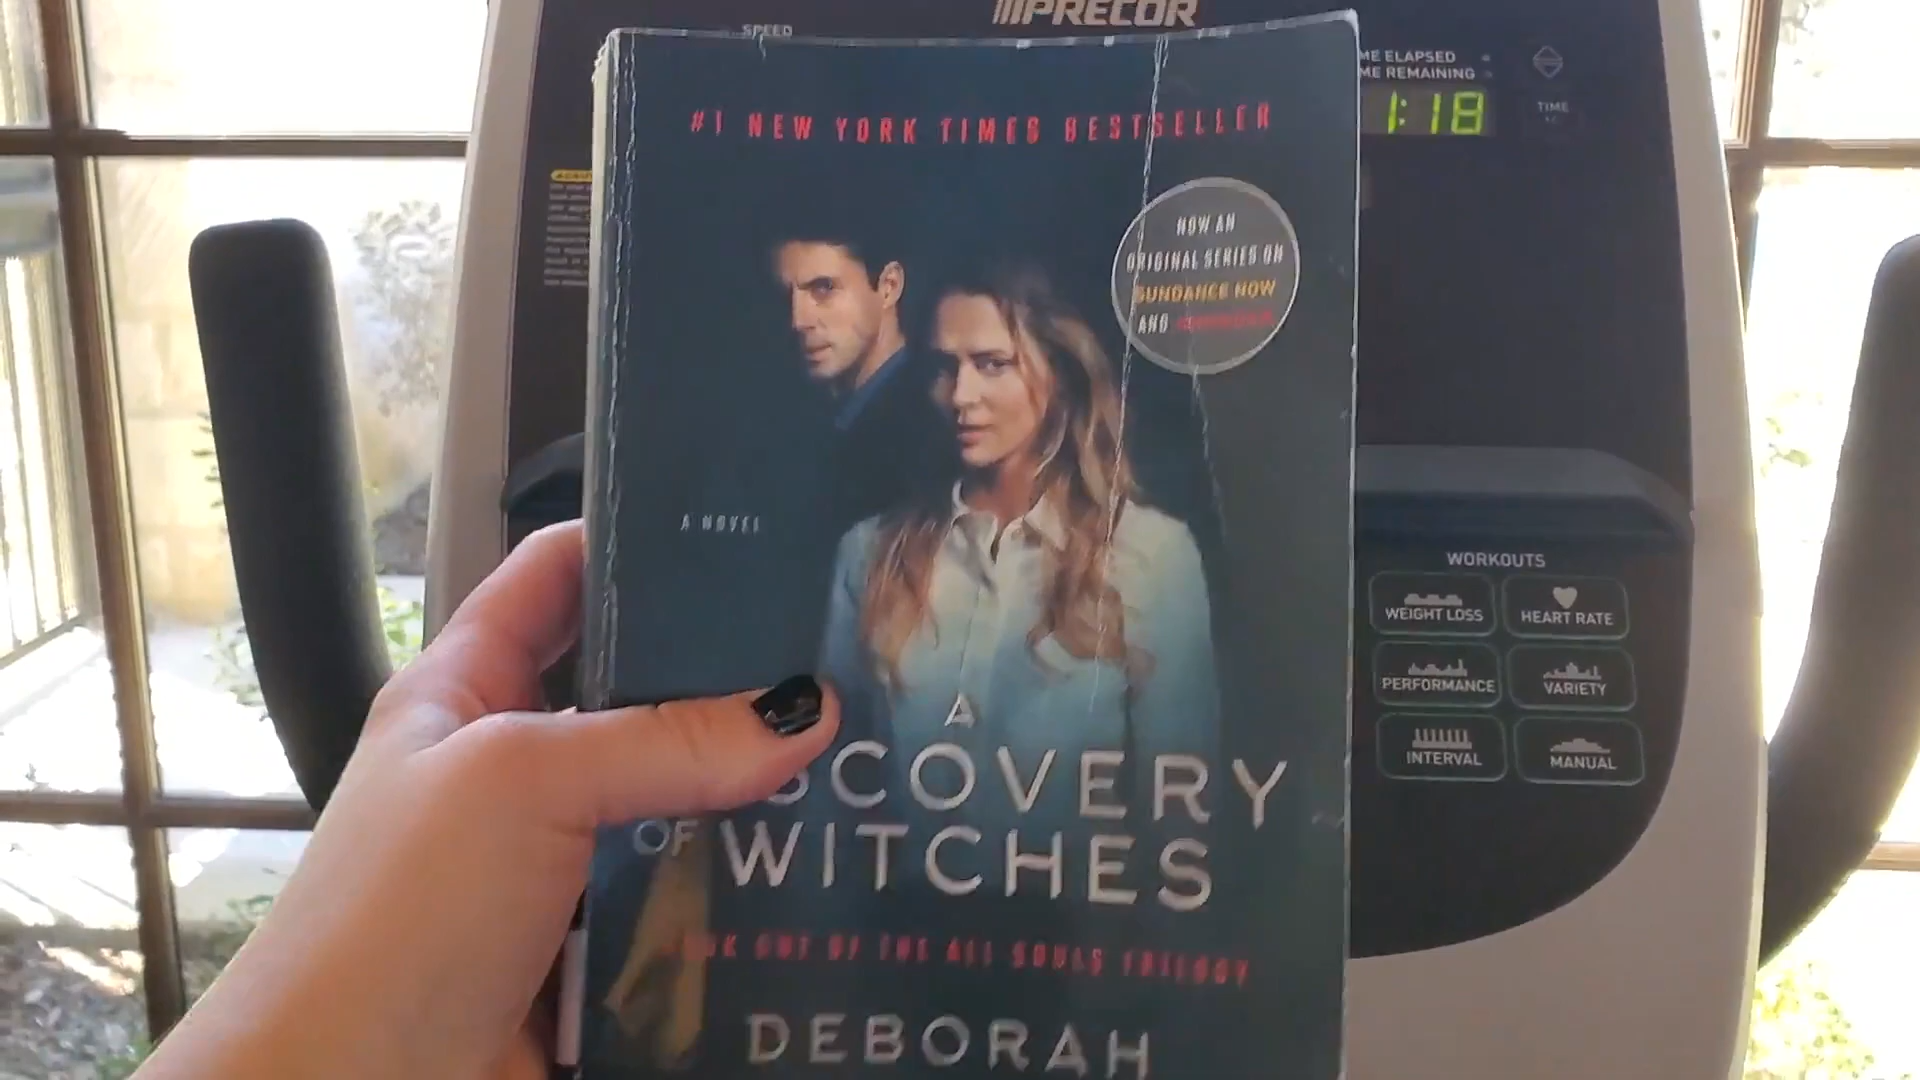 PRECOR
SPEED
ME ELAPSED
ME REMAINING
1:18
TIME
#1 NEW YORK TIMES BESTSELLER
NOW AN
ORIGINAL SERIES ON
SUNDANCE NOW
AND
A NOVEL
A
SCOVERY
OF WITCHES
OF THE ALL SOULS TRILOGY
DEBORAH
WORKOUTS
WEIGHT LOSS
HEART RATE
PERFORMANCE
VARIETY
INTERVAL
MANUAL